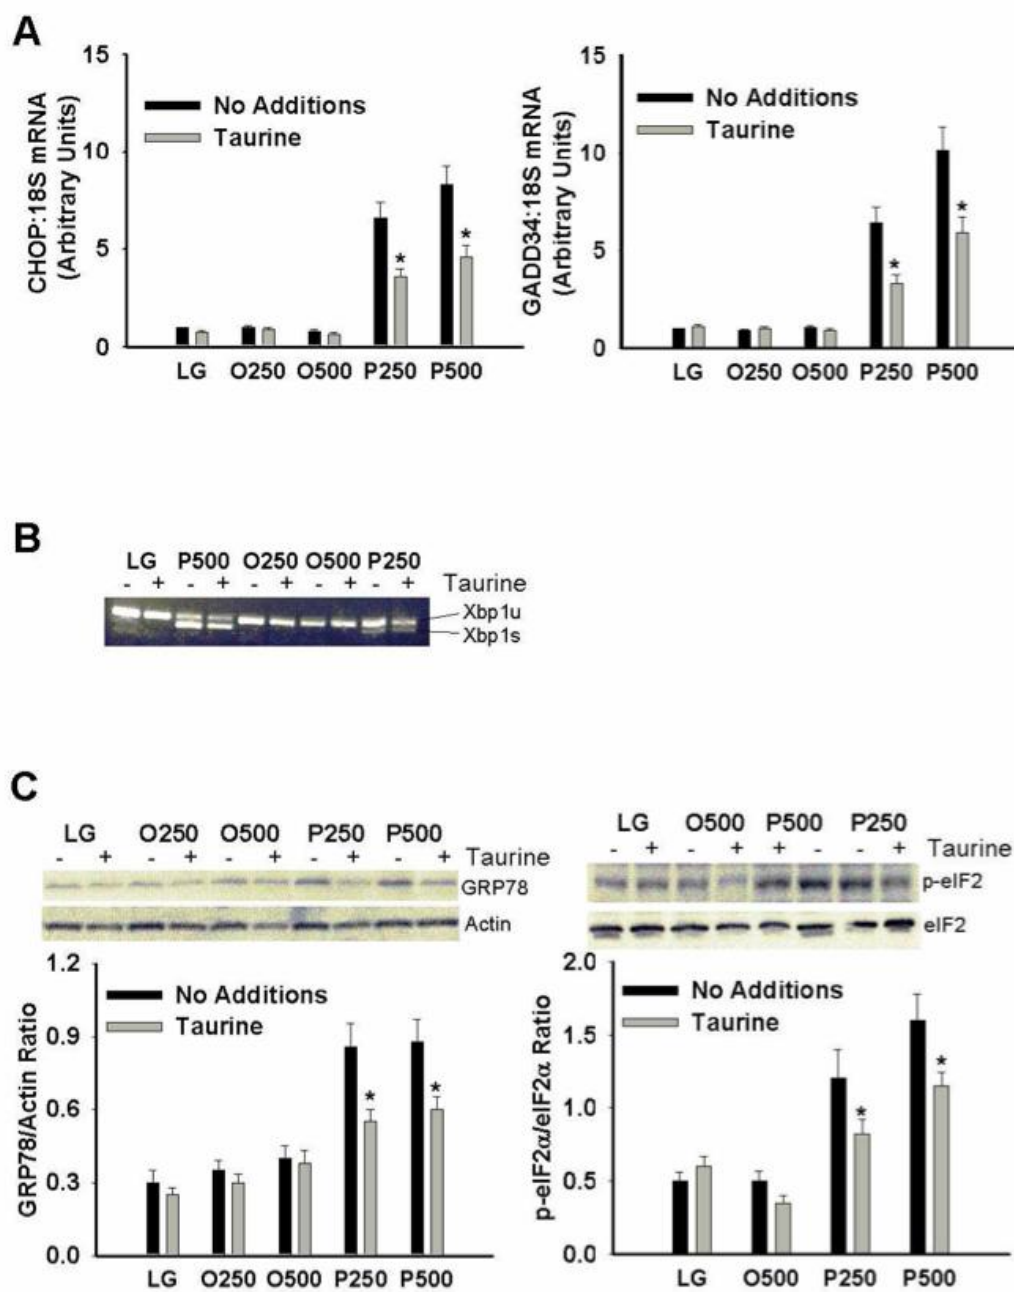 A
15
10
5
0
CHOP:18S mRNA
(Arbitrary Units)
No Additions
Taurine
*
*
LG O250 O500 P250 P500
15
10
5
0
GADD34:18S mRNA
(Arbitrary Units)
No Additions
Taurine
*
*
LG O250 O500 P250 P500
B
LG P500 O250 O500 P250
- + - + - + - + - + Taurine
Xbp1u
Xbp1s
C
LG O250 O500 P250 P500
- + - + - + - + - + Taurine
GRP78
Actin
1.2
0.9
0.6
0.3
0.0
GRP78/Actin Ratio
No Additions
Taurine
*
*
LG O250 O500 P250 P500
LG O500 P500 P250
- + - + + - - + Taurine
p-eIF2
eIF2
2.0
1.5
1.0
0.5
0.0
p-eIF2α/eIF2α Ratio
No Additions
Taurine
*
*
LG O500 P250 P500